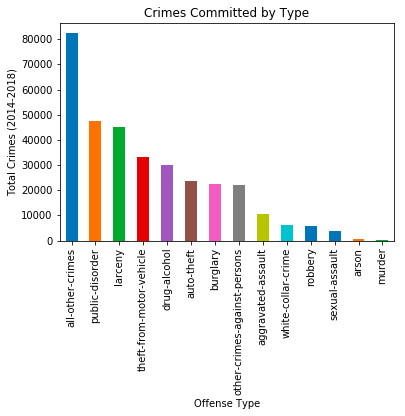 Crimes Committed by Type
Total Crimes (2014-2018)
80000
70000
60000
50000
40000
30000
20000
10000
0
all-other-crimes
public-disorder
larceny
theft-from-motor-vehicle
drug-alcohol
auto-theft
burglary
other-crimes-against-persons
aggravated-assault
white-collar-crime
robbery
sexual-assault
arson
murder
Offense Type